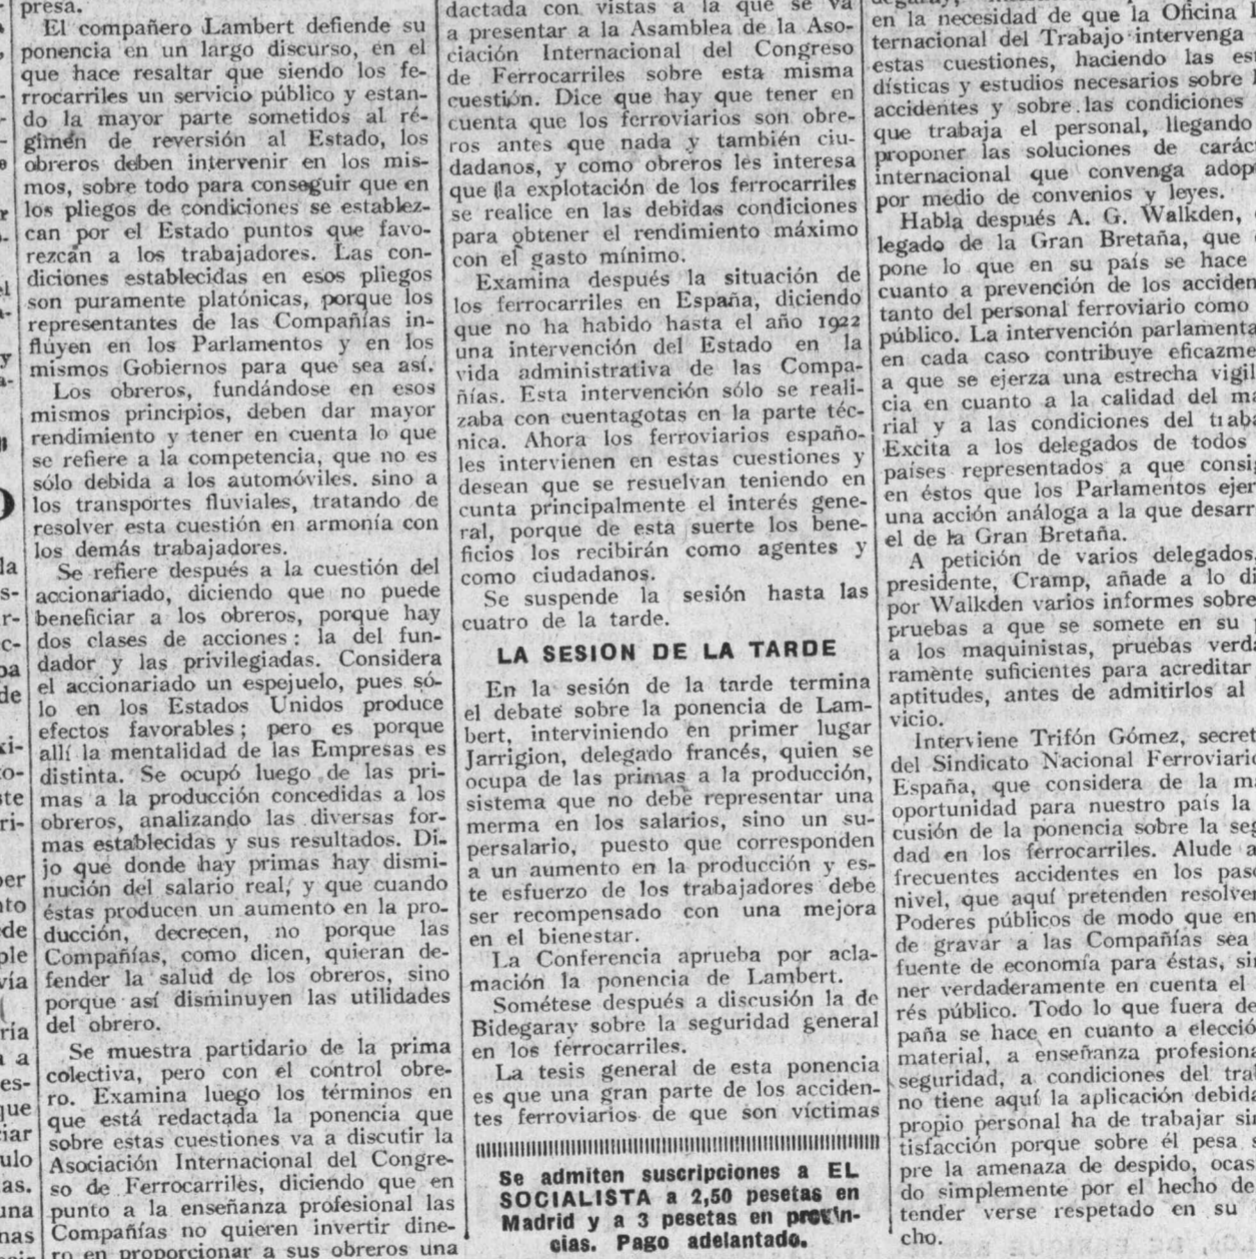 presa.
El compañero Lambert defiende su
ponencia en un largo discurso, en el
que hace resaltar que siendo los fe-
rrocarriles un servicio público y estan-
do la mayor parte sometidos al ré-
gimen de reversión al Estado, los
obreros deben intervenir en los mis-
mos, sobre todo para conseguir que en
los pliegos de condiciones se establez-
can por el Estado puntos que favo-
rezcan a los trabajadores. Las con-
diciones establecidas en esos pliegos
son puramente platónicas, porque los
representantes de las Compañías in-
fluyen en los Parlamentos y en los
mismos Gobiernos para que sea así.
Los obreros, fundándose en esos
mismos principios, deben dar mayor
rendimiento y tener en cuenta lo que
se refiere a la competencia, que no es
sólo debida a los automóviles. sino a
los transportes fluviales, tratando de
resolver esta cuestión en armonía con
los demás trabajadores.
Se refiere después a la cuestión del
accionariado, diciendo que no puede
beneficiar a los obreros, porque hay
dos clases de acciones: la del fun-
dador y las privilegiadas. Considera
el accionariado un espejuelo, pues só-
lo en los Estados Unidos produce
efectos favorables; pero es porque
allí la mentalidad de las Empresas es
distinta. Se ocupó luego de las pri-
mas a la producción concedidas a los
obreros, analizando las diversas for-
mas establecidas y sus resultados. Di-
jo que donde hay primas hay dismi-
nución del salario real, y que cuando
éstas producen un aumento en la pro-
ducción, decrecen, no porque las
Compañías, como dicen, quieran de-
fender la salud de los obreros, sino
porque así disminuyen las utilidades
del obrero.
Se muestra partidario de la prima
colectiva, pero con el control obre-
ro. Examina luego los términos en
que está redactada la ponencia que
sobre estas cuestiones va a discutir la
Asociación Internacional del Congre-
so de Ferrocarriles, diciendo que en
punto a la enseñanza profesional las
Compañías no quieren invertir dine-
ro en proporcionar a sus obreros una
dactada con vistas a la que se va
a presentar a la Asamblea de la Aso-
ciación Internacional del Congreso
de Ferrocarriles sobre esta misma
cuestión. Dice que hay que tener en
cuenta que los ferroviarios son obre-
ros antes que nada y también ciu-
dadanos, y como obreros les interesa
que la explotación de los ferrocarriles
se realice en las debidas condiciones
para obtener el rendimiento máximo
con el gasto mínimo.
Examina después la situación de
los ferrocarriles en España, diciendo
que no ha habido hasta el año 1922
una intervención del Estado en la
vida administrativa de las Compa-
ñías. Esta intervención sólo se reali-
zaba con cuentagotas en la parte téc-
nica. Ahora los ferroviarios españo-
les intervienen en estas cuestiones y
desean que se resuelvan teniendo en
cunta principalmente el interés gene-
ral, porque de esta suerte los bene-
ficios los recibirán como agentes y
como ciudadanos.
Se suspende la sesión hasta las
cuatro de la tarde.
LA SESION DE LA TARDE
En la sesión de la tarde termina
el debate sobre la ponencia de Lam-
bert, interviniendo en primer lugar
Jarrigion, delegado francés, quien se
ocupa de las primas a la producción,
sistema que no debe representar una
merma en los salarios, sino un su-
persalario, puesto que corresponden
a un aumento en la producción y es-
te esfuerzo de los trabajadores debe
ser recompensado con una mejora
en el bienestar.
La Conferencia aprueba por acla-
mación la ponencia de Lambert.
Sométese después a discusión la de
Bidegaray sobre la seguridad general
en los ferrocarriles.
La tesis general de esta ponencia
es que una gran parte de los acciden-
tes ferroviarios de que son víctimas
Se admiten suscripciones a EL
SOCIALISTA a 2,50 pesetas en
Madrid y a 3 pesetas en provin-
cias. Pago adelantado.
en la necesidad de que la Oficina I
ternacional del Trabajo intervenga
estas cuestiones, haciendo las es
dísticas y estudios necesarios sobre l
accidentes y sobre las condiciones
que trabaja el personal, llegando
proponer las soluciones de carác
internacional que convenga adop
por medio de convenios y leyes.
Habla después A. G. Walkden,
legado de la Gran Bretaña, que
pone lo que en su país se hace
cuanto a prevención de los acciden
tanto del personal ferroviario como
público. La intervención parlamenta
en cada caso contribuye eficazme
a que se ejerza una estrecha vigil
cia en cuanto a la calidad del ma
rial y a las condiciones del traba
Excita a los delegados de todos
países representados a que consi
en éstos que los Parlamentos ejer
una acción análoga a la que desarr
el de la Gran Bretaña.
A petición de varios delegados,
presidente, Cramp, añade a lo di
por Walkden varios informes sobre
pruebas a que se somete en su
a los maquinistas, pruebas verda
ramente suficientes para acreditar
aptitudes, antes de admitirlos al
vicio.
Interviene Trifón Gómez, secret
del Sindicato Nacional Ferroviario
España, que considera de la m
oportunidad para nuestro país la
cusión de la ponencia sobre la seg
dad en los ferrocarriles. Alude a
frecuentes accidentes en los pas
nivel, que aquí pretenden resolver
Poderes públicos de modo que en
de gravar a las Compañías sea
fuente de economía para éstas, sin
ner verdaderamente en cuenta el
rés público. Todo lo que fuera de
paña se hace en cuanto a elecció
material, a enseñanza profesiona
seguridad, a condiciones del tra
no tiene aquí la aplicación debida
propio personal ha de trabajar sin
tisfacción porque sobre él pesa s
pre la amenaza de despido, ocas
do simplemente por el hecho de
tender verse respetado en su
cho.